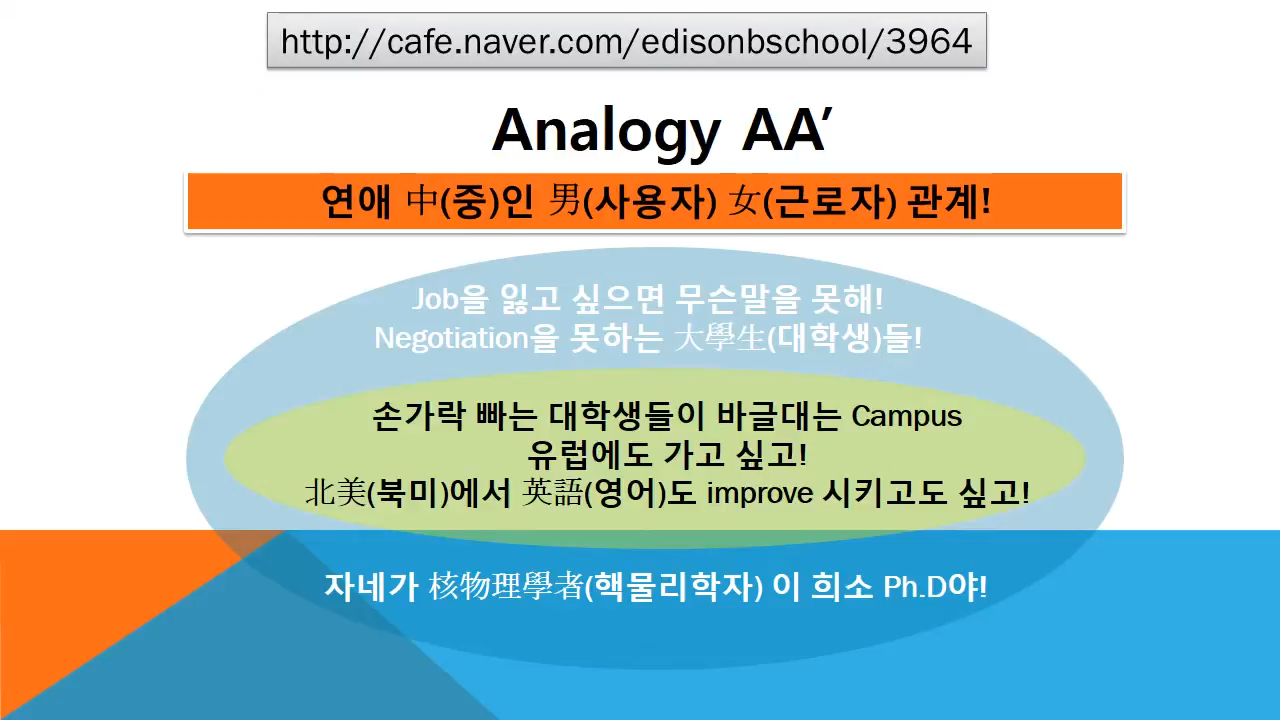 http://cafe.naver.com/edisonbschool/3964
Analogy AA’
연애 中(중)인 男(사용자) 女(근로자) 관계!
Job을 잃고 싶으면 무슨말을 못해!
Negotiation을 못하는 大學生(대학생)들!
손가락 빠는 대학생들이 바글대는 Campus
유럽에도 가고 싶고!
北美(북미)에서 英語(영어)도 improve 시키고도 싶고!
자네가 核物理學者(핵물리학자) 이 희소 Ph.D야!